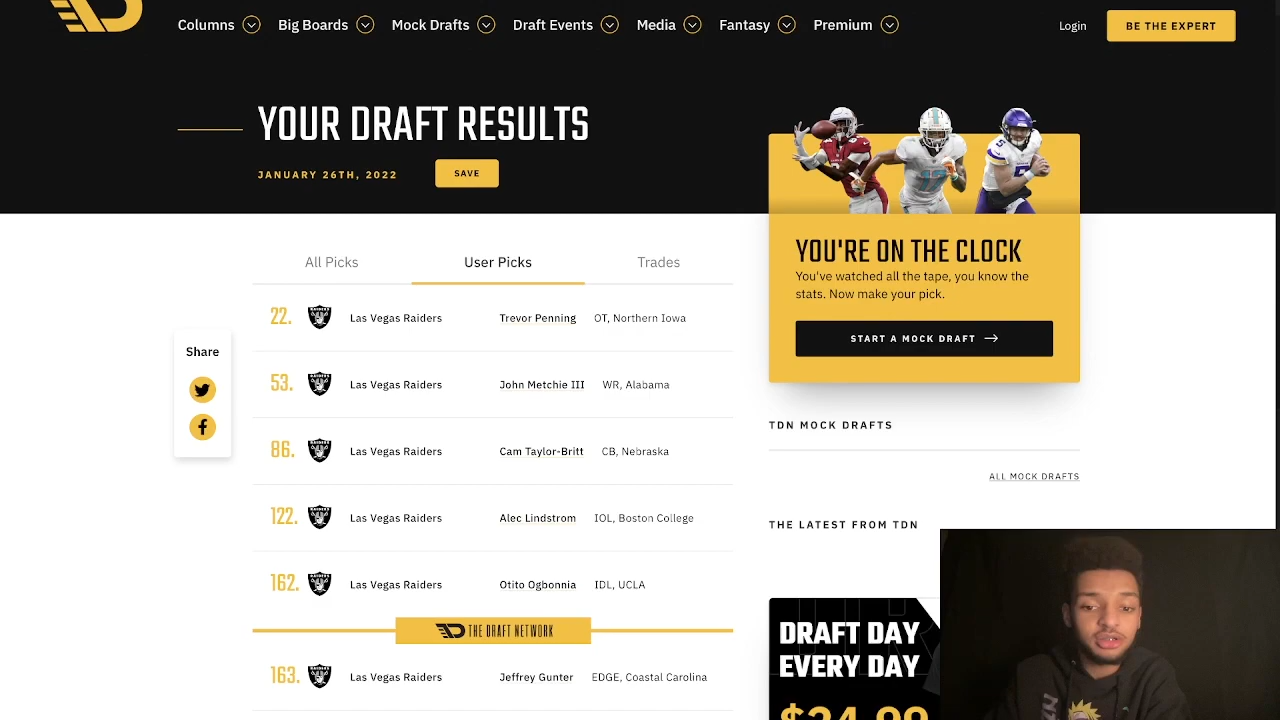 Columns Big Boards Mock Drafts Draft Events Media Fantasy Premium Login BE THE EXPERT
YOUR DRAFT RESULTS
JANUARY 26TH, 2022 SAVE
YOU'RE ON THE CLOCK
You've watched all the tape, you know the
stats. Now make your pick.
START A MOCK DRAFT
All Picks User Picks Trades
22. Las Vegas Raiders Trevor Penning OT, Northern Iowa
Share
53. Las Vegas Raiders John Metchie III WR, Alabama
86. Las Vegas Raiders Cam Taylor-Britt CB, Nebraska
122. Las Vegas Raiders Alec Lindstrom IOL, Boston College
162. Las Vegas Raiders Otito Ogbonnia IDL, UCLA
THE DRAFT NETWORK
163. Las Vegas Raiders Jeffrey Gunter EDGE, Coastal Carolina
TDN MOCK DRAFTS
ALL MOCK DRAFTS
THE LATEST FROM TDN
DRAFT DAY
EVERY DAY
$24.99